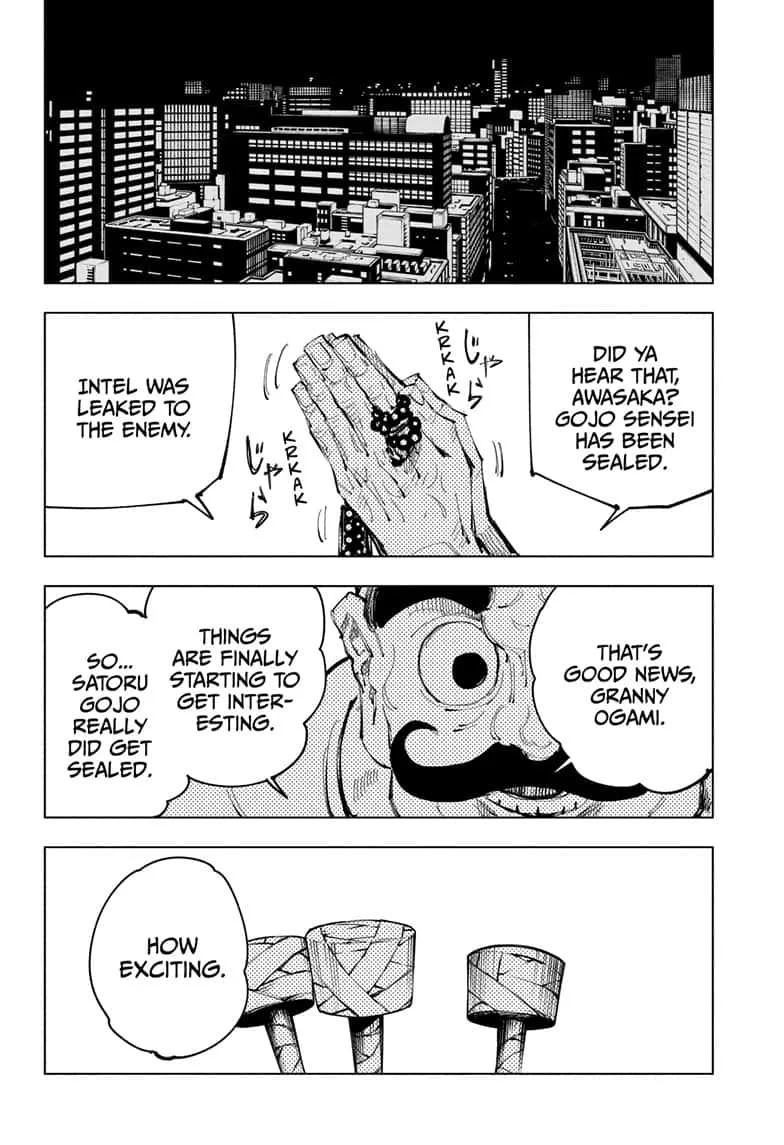 DID YA
HEAR THAT,
AWASAKA?
GOJO SENSEI
HAS BEEN
SEALED.
KRKAK
じゃらっ
INTEL WAS
LEAKED TO
THE ENEMY.
KRKAK
じゃらっ
THAT'S
GOOD NEWS,
GRANNY
OGAMI.
THINGS
ARE FINALLY
STARTING TO
GET INTER-
ESTING.
SO...
SATORU
GOJO
REALLY
DID GET
SEALED.
HOW
EXCITING.